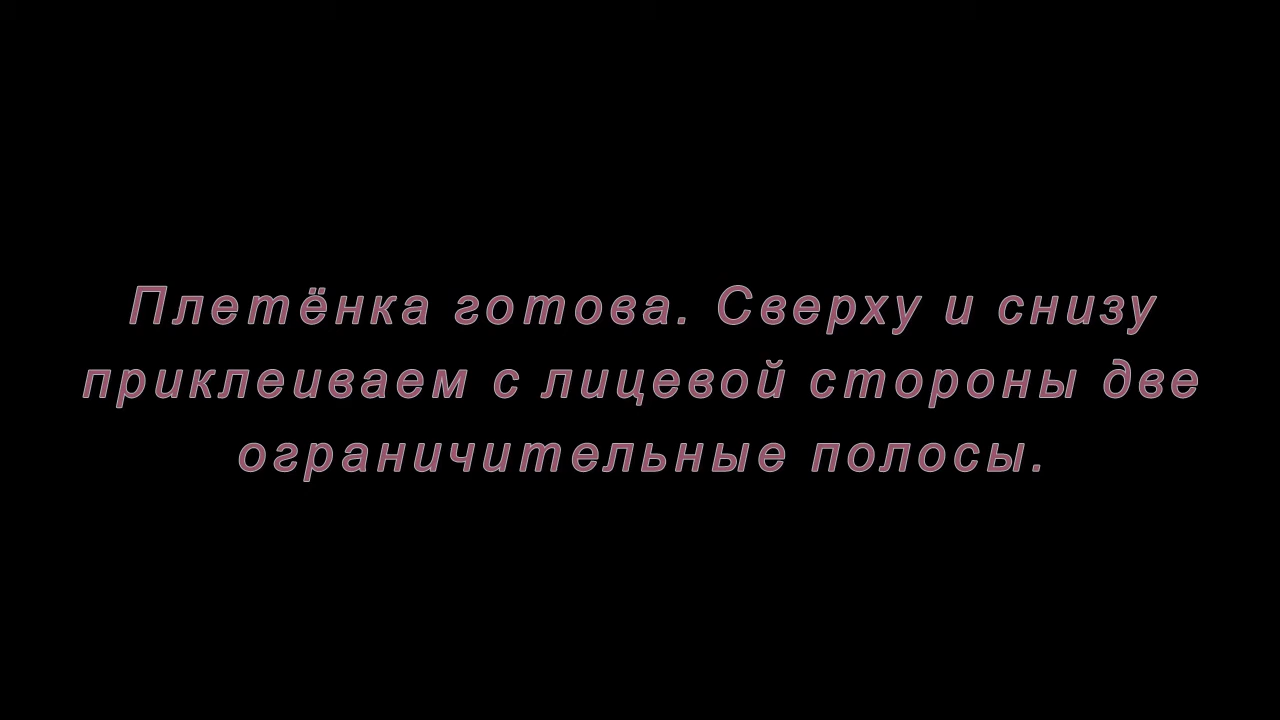 Плетёнка готова. Сверху и снизу
приклеиваем с лицевой стороны две
ограничительные полосы.